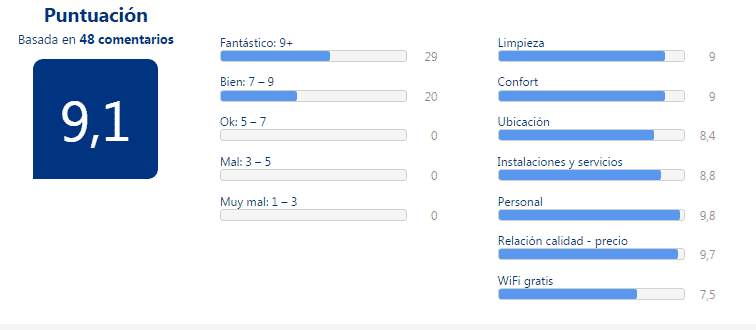 Puntuación
Basada en 48 comentarios
9,1
Fantástico: 9+
29
Bien: 7 – 9
20
Ok: 5 – 7
0
Mal: 3 – 5
0
Muy mal: 1 – 3
0
Limpieza
9
Confort
9
Ubicación
8,4
Instalaciones y servicios
8,8
Personal
9,8
Relación calidad - precio
9,7
WiFi gratis
7,5